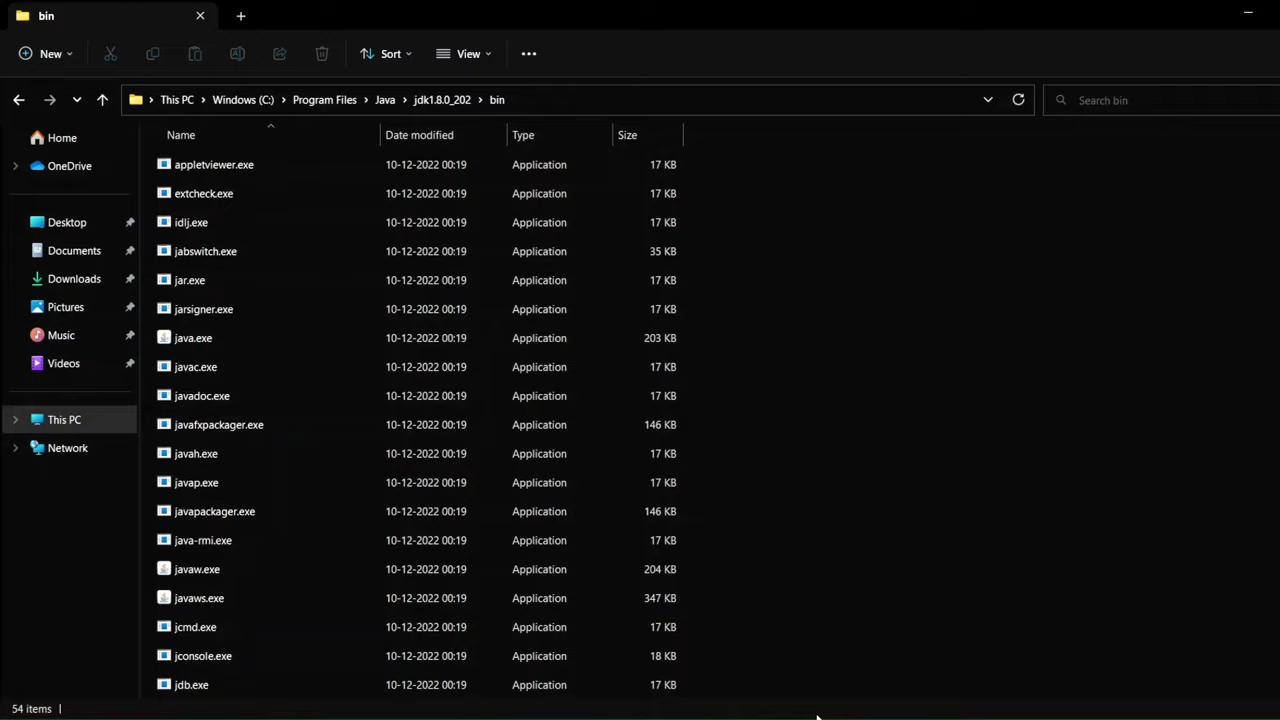 bin
New
Sort
View
This PC > Windows (C:) > Program Files > Java > jdk1.8.0_202 > bin
Search bin
Home
OneDrive
Desktop
Documents
Downloads
Pictures
Music
Videos
This PC
Network
Name Date modified Type Size
appletviewer.exe 10-12-2022 00:19 Application 17 KB
extcheck.exe 10-12-2022 00:19 Application 17 KB
idlj.exe 10-12-2022 00:19 Application 17 KB
jabswitch.exe 10-12-2022 00:19 Application 35 KB
jar.exe 10-12-2022 00:19 Application 17 KB
jarsigner.exe 10-12-2022 00:19 Application 17 KB
java.exe 10-12-2022 00:19 Application 203 KB
javac.exe 10-12-2022 00:19 Application 17 KB
javadoc.exe 10-12-2022 00:19 Application 17 KB
javafxpackager.exe 10-12-2022 00:19 Application 146 KB
javah.exe 10-12-2022 00:19 Application 17 KB
javap.exe 10-12-2022 00:19 Application 17 KB
javapackager.exe 10-12-2022 00:19 Application 146 KB
java-rmi.exe 10-12-2022 00:19 Application 17 KB
javaw.exe 10-12-2022 00:19 Application 204 KB
javaws.exe 10-12-2022 00:19 Application 347 KB
jcmd.exe 10-12-2022 00:19 Application 17 KB
jconsole.exe 10-12-2022 00:19 Application 18 KB
jdb.exe 10-12-2022 00:19 Application 17 KB
54 items